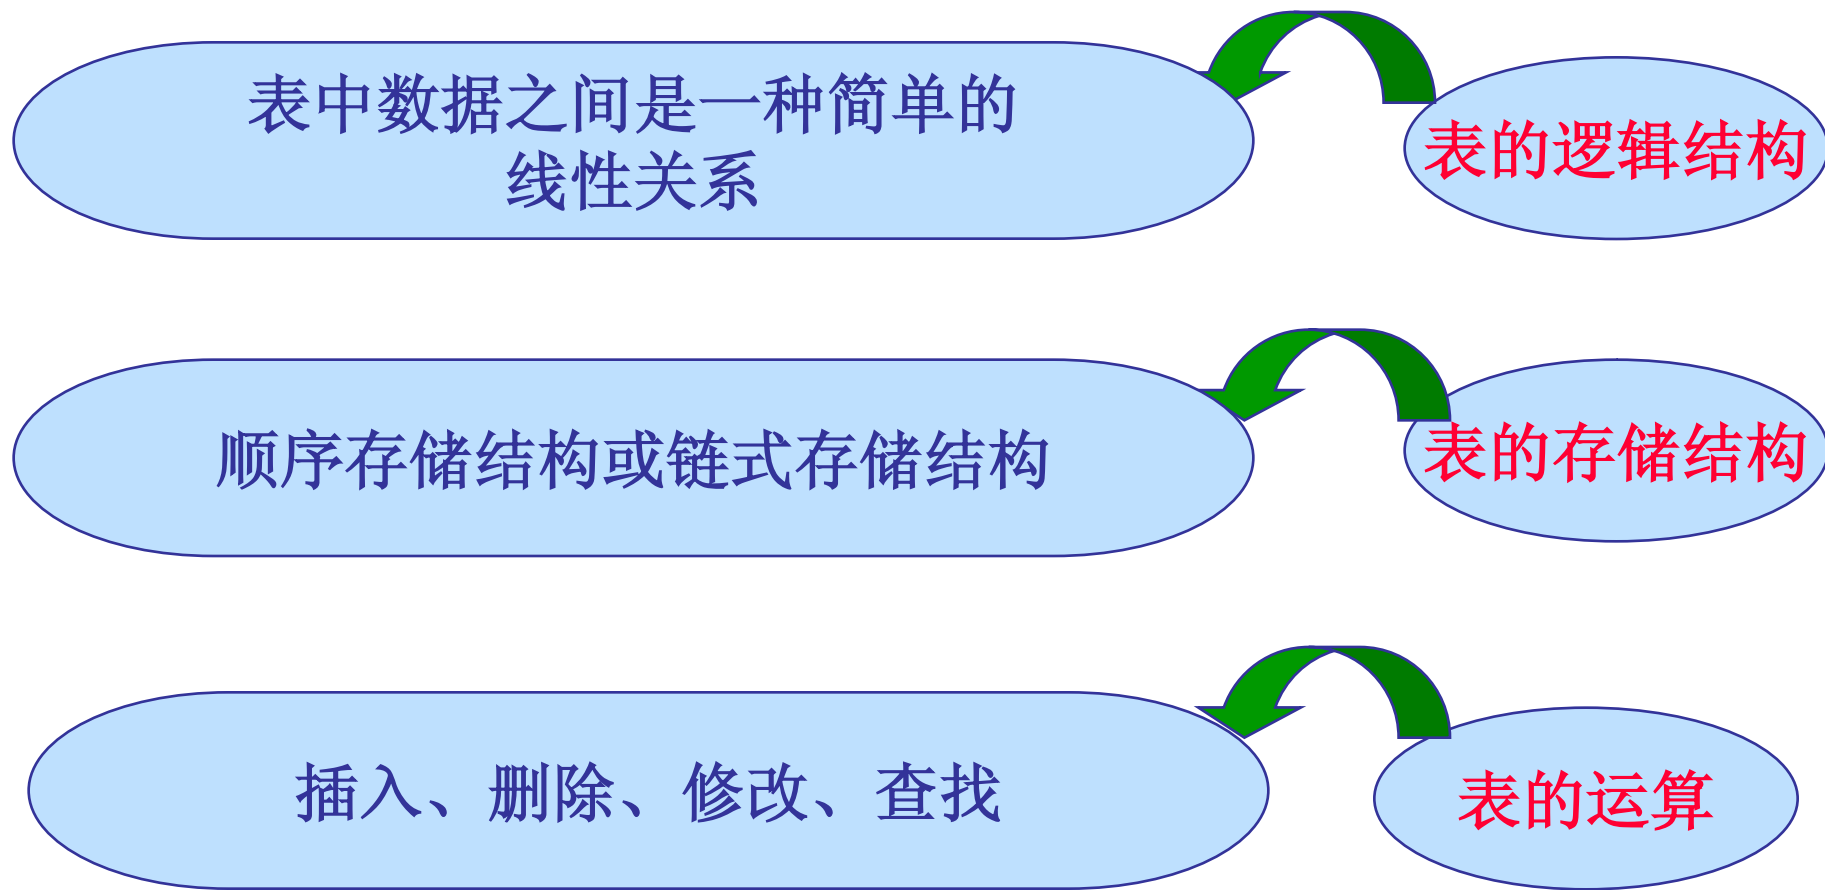 表中数据之间是一种简单的
线性关系
表的逻辑结构
顺序存储结构或链式存储结构
表的存储结构
插入、删除、修改、查找
表的运算